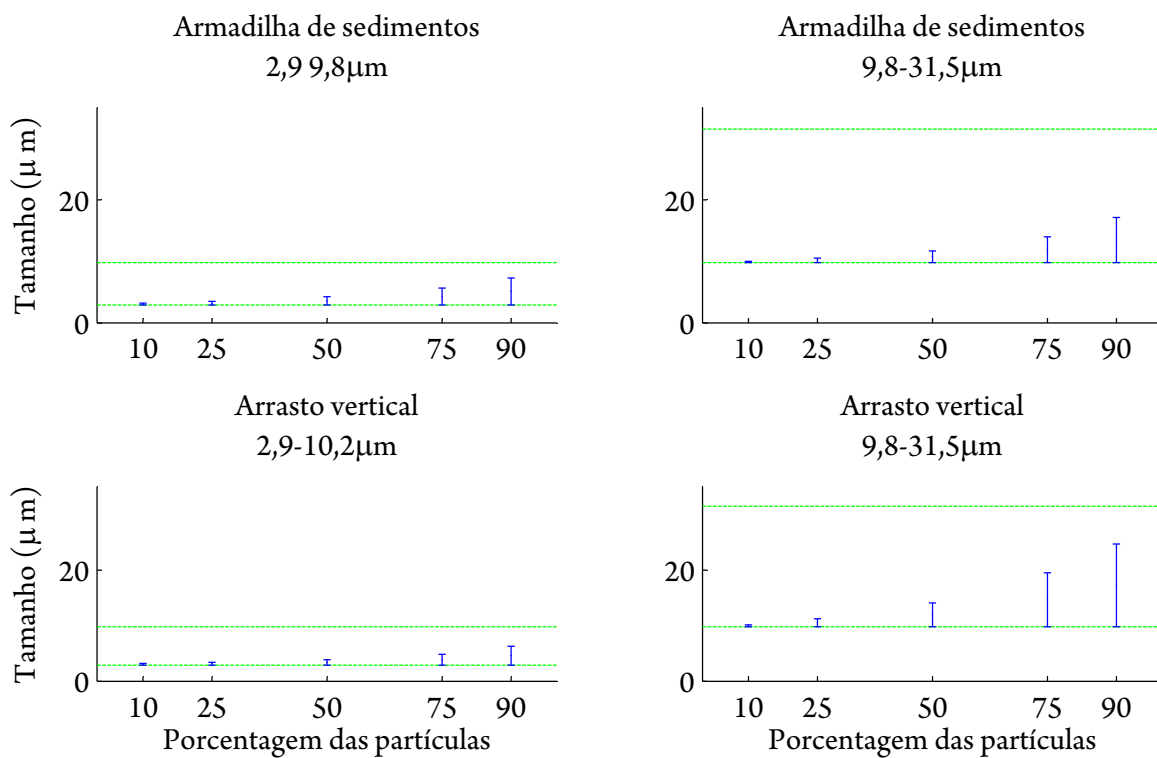 Armadilha de sedimentos
2,9 9,8μm
Tamanho (μ m)
20
0
10 25 50 75 90
Armadilha de sedimentos
9,8-31,5μm
20
0
10 25 50 75 90
Arrasto vertical
2,9-10,2μm
Tamanho (μ m)
20
0
10 25 50 75 90
Porcentagem das partículas
Arrasto vertical
9,8-31,5μm
20
0
10 25 50 75 90
Porcentagem das partículas